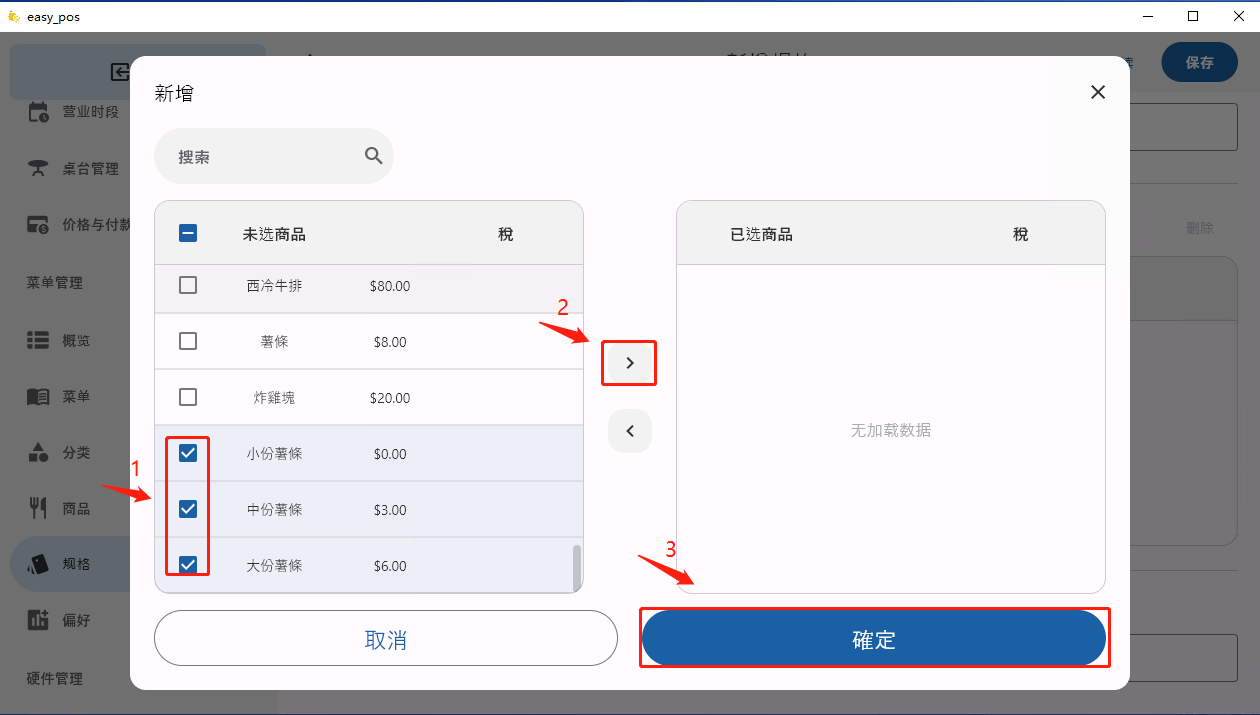 easy_pos
保存
新增
营业时段
搜索
桌台管理
价格与付款
未选商品 稅
已选商品 稅
删除
菜单管理
西冷牛排 $80.00
2
概览
薯條 $8.00
菜单
炸雞塊 $20.00
无加载数据
分类
小份薯條 $0.00
1
商品
中份薯條 $3.00
3
规格
大份薯條 $6.00
偏好
取消
確定
硬件管理